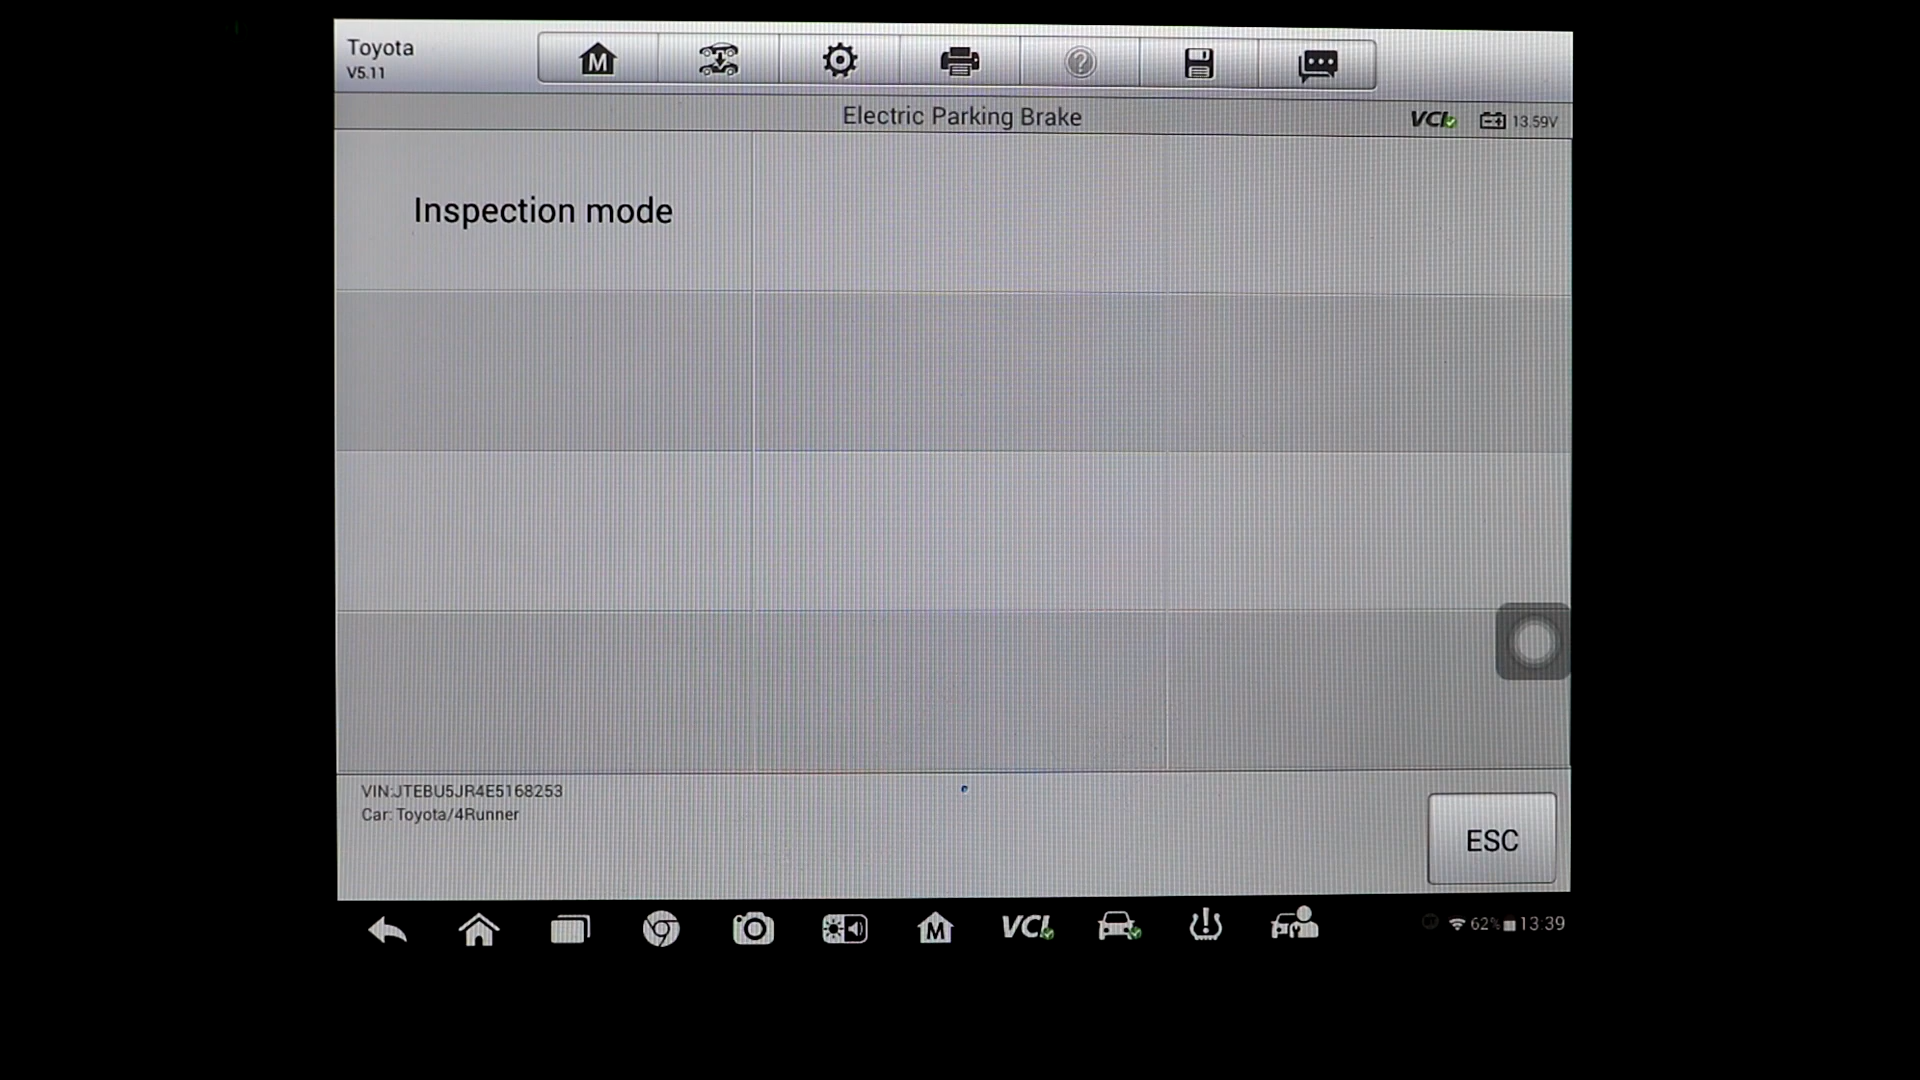 Toyota
V5.11
M
?
Electric Parking Brake
VCI
13.59V
Inspection mode
VIN:JTEBU5JR4E5168253
Car: Toyota/4Runner
ESC
M
VCI
62%
13:39